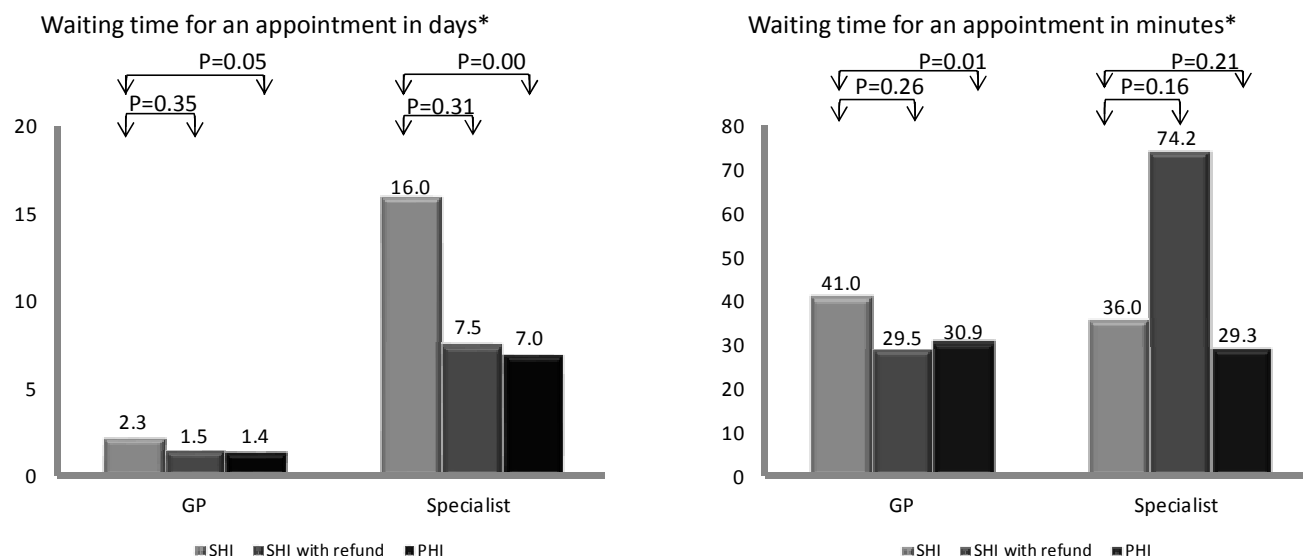 Waiting time for an appointment in days*
P=0.05
P=0.00
P=0.35
P=0.31
20
15
10
5
0
16.0
7.5
7.0
2.3
1.5
1.4
GP
Specialist
SHI
SHI with refund
PHI
Waiting time for an appointment in minutes*
P=0.01
P=0.21
P=0.26
P=0.16
80
70
60
50
40
30
20
10
0
74.2
41.0
36.0
29.5
30.9
29.3
GP
Specialist
SHI
SHI with refund
PHI